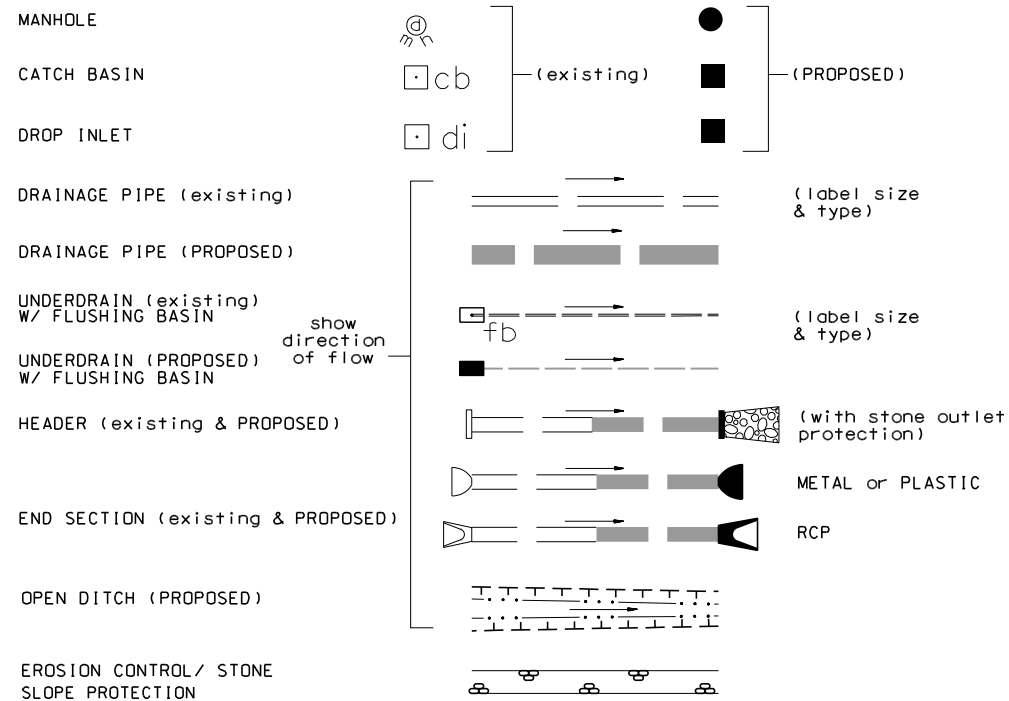 MANHOLE
d
mh
CATCH BASIN
cb
(existing)
(PROPOSED)
DROP INLET
di
DRAINAGE PIPE (existing)
(label size
& type)
DRAINAGE PIPE (PROPOSED)
UNDERDRAIN (existing)
W/ FLUSHING BASIN
fb
(label size
& type)
show
direction
of flow
UNDERDRAIN (PROPOSED)
W/ FLUSHING BASIN
HEADER (existing & PROPOSED)
(with stone outlet
protection)
METAL or PLASTIC
END SECTION (existing & PROPOSED)
RCP
OPEN DITCH (PROPOSED)
EROSION CONTROL/ STONE
SLOPE PROTECTION